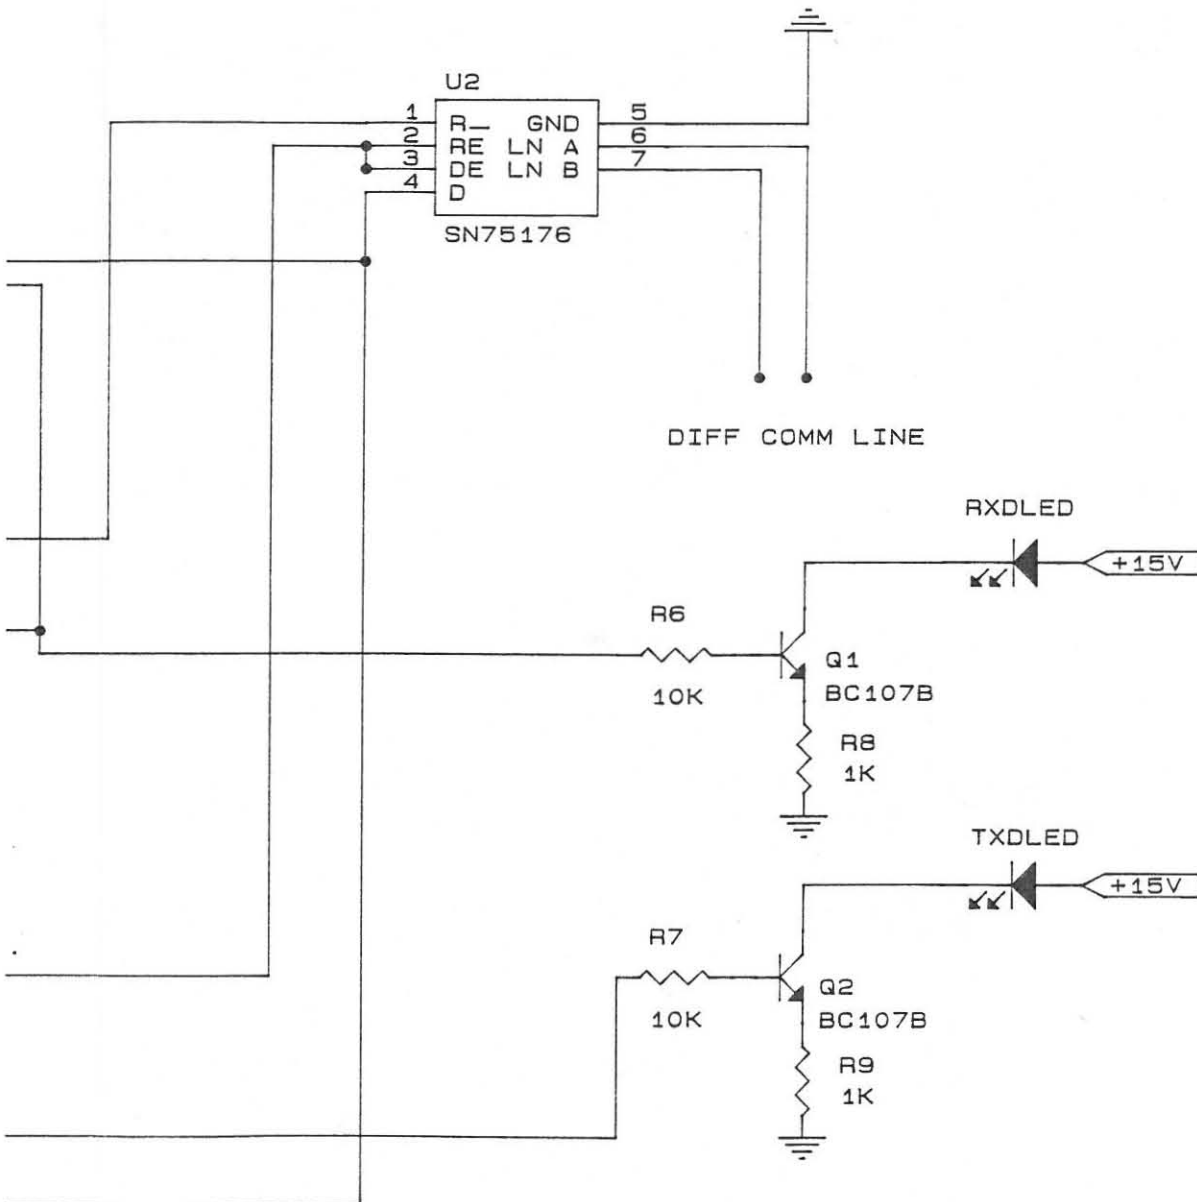 U2
1 R_ GND 5
2 RE LN A 6
3 DE LN B 7
4 D
SN75176
DIFF COMM LINE
RXDLED
+15V
R6
10K
Q1
BC107B
R8
1K
TXDLED
+15V
R7
10K
Q2
BC107B
R9
1K